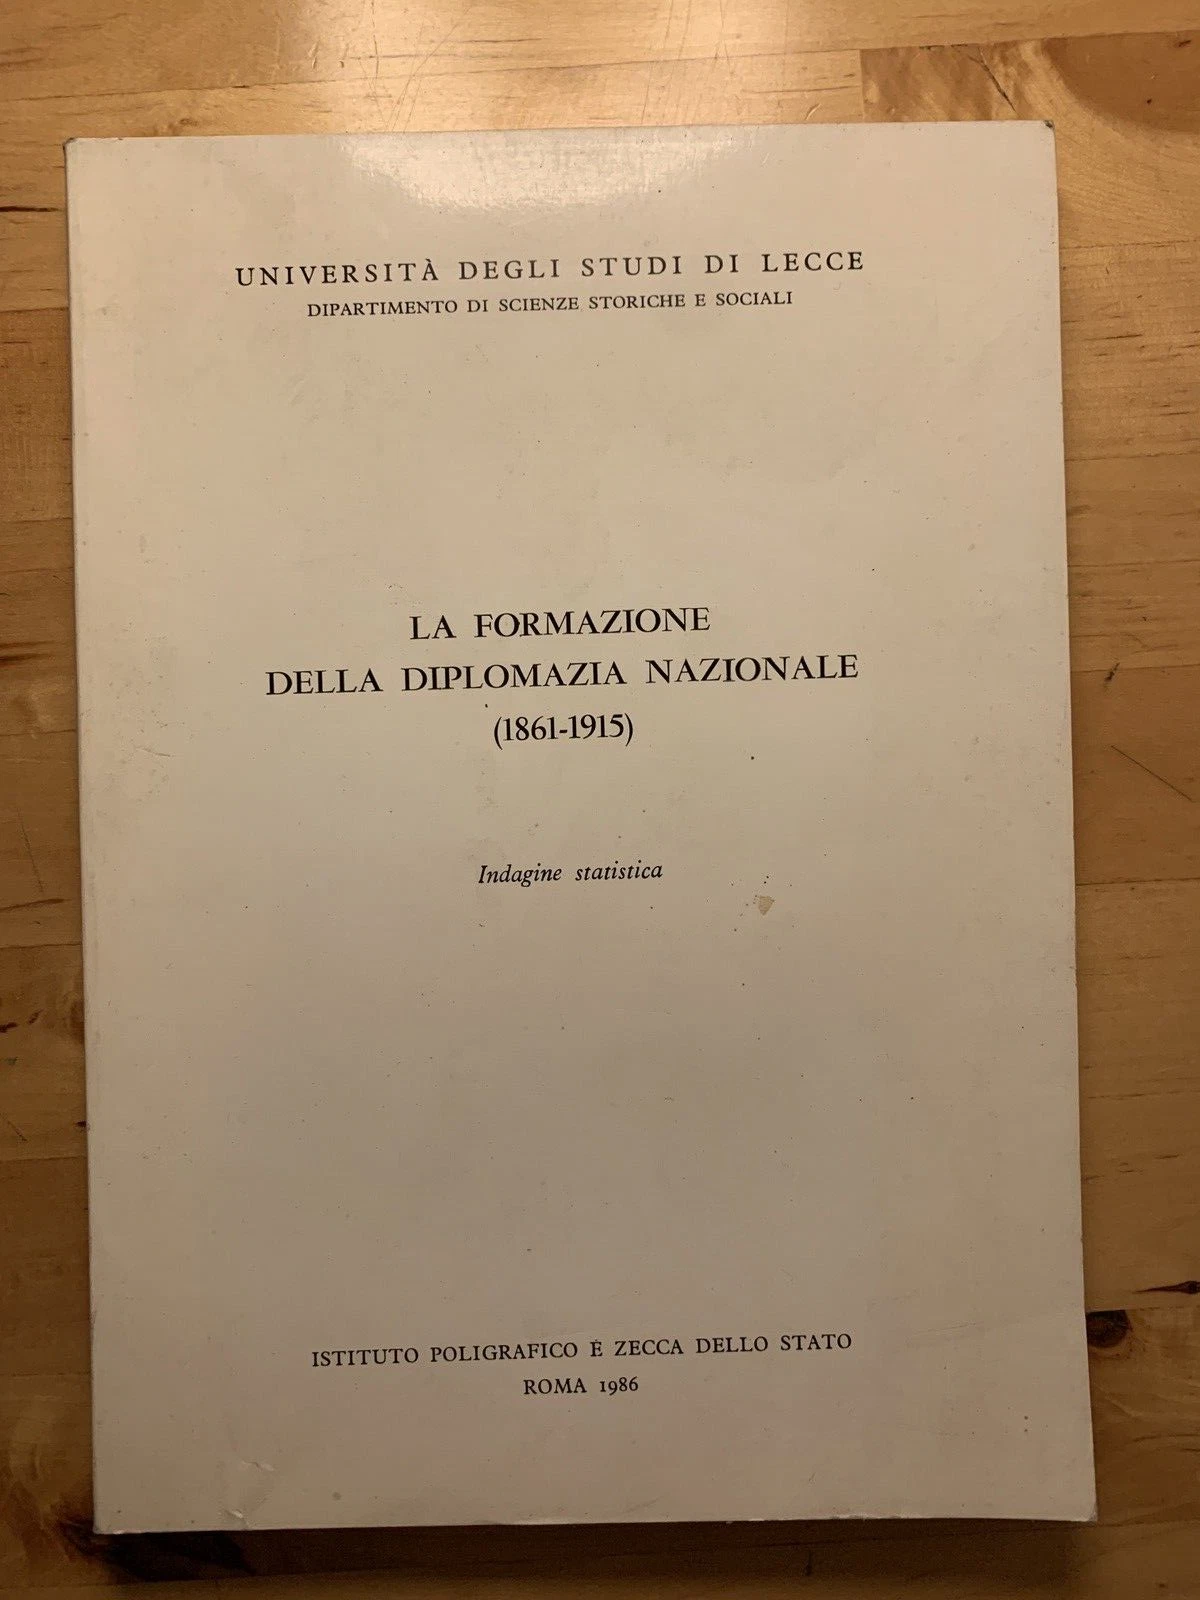 UNIVERSITÀ DEGLI STUDI DI LECCE
DIPARTIMENTO DI SCIENZE STORICHE E SOCIALI
LA FORMAZIONE
DELLA DIPLOMAZIA NAZIONALE
(1861-1915)
Indagine statistica
ISTITUTO POLIGRAFICO E ZECCA DELLO STATO
ROMA 1986